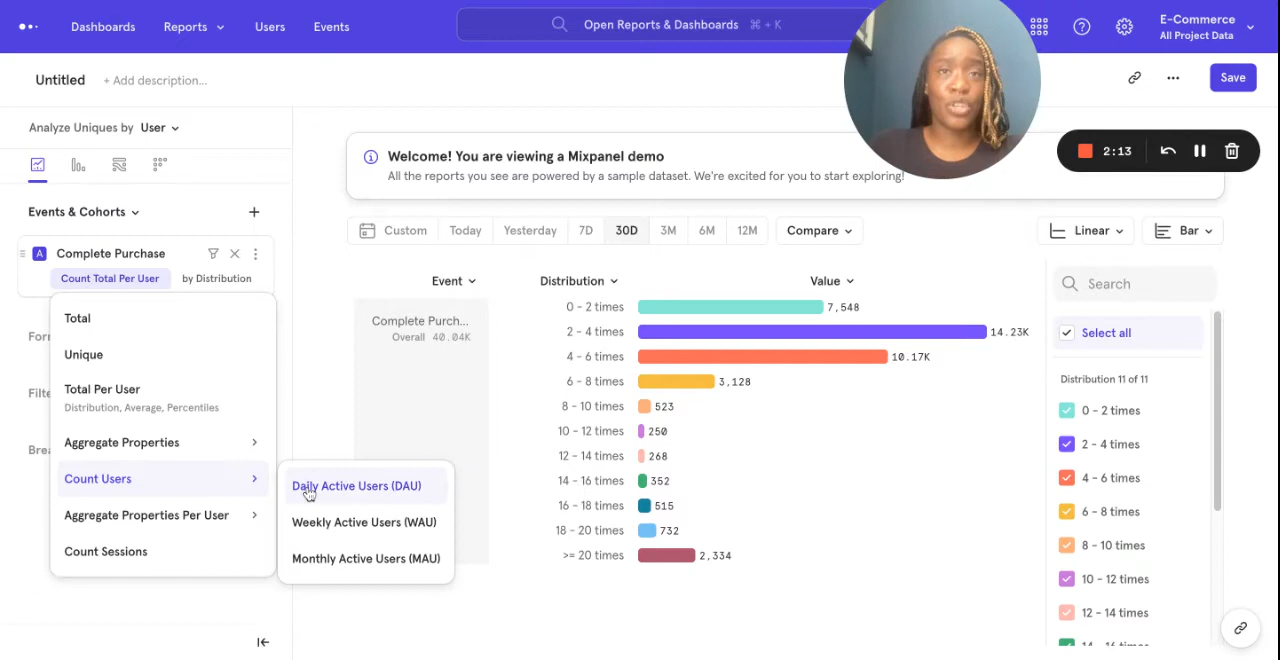 Dashboards Reports Users Events
Open Reports & Dashboards ⌘ + K
E-Commerce
All Project Data
Untitled + Add description...
Save
Analyze Uniques by User
2:13
Welcome! You are viewing a Mixpanel demo
All the reports you see are powered by a sample dataset. We're excited for you to start exploring!
Events & Cohorts
Custom Today Yesterday 7D 30D 3M 6M 12M Compare Linear Bar
A Complete Purchase
Count Total Per User by Distribution
Event Distribution Value
Search
Complete Purch...
Overall 40.04K
0 - 2 times 7,548
2 - 4 times 14.23K
4 - 6 times 10.17K
6 - 8 times 3,128
8 - 10 times 523
10 - 12 times 250
12 - 14 times 268
14 - 16 times 352
16 - 18 times 515
18 - 20 times 732
>= 20 times 2,334
Total
Unique
Total Per User
Distribution, Average, Percentiles
Aggregate Properties
Count Users
Aggregate Properties Per User
Count Sessions
Daily Active Users (DAU)
Weekly Active Users (WAU)
Monthly Active Users (MAU)
Select all
Distribution 11 of 11
0 - 2 times
2 - 4 times
4 - 6 times
6 - 8 times
8 - 10 times
10 - 12 times
12 - 14 times